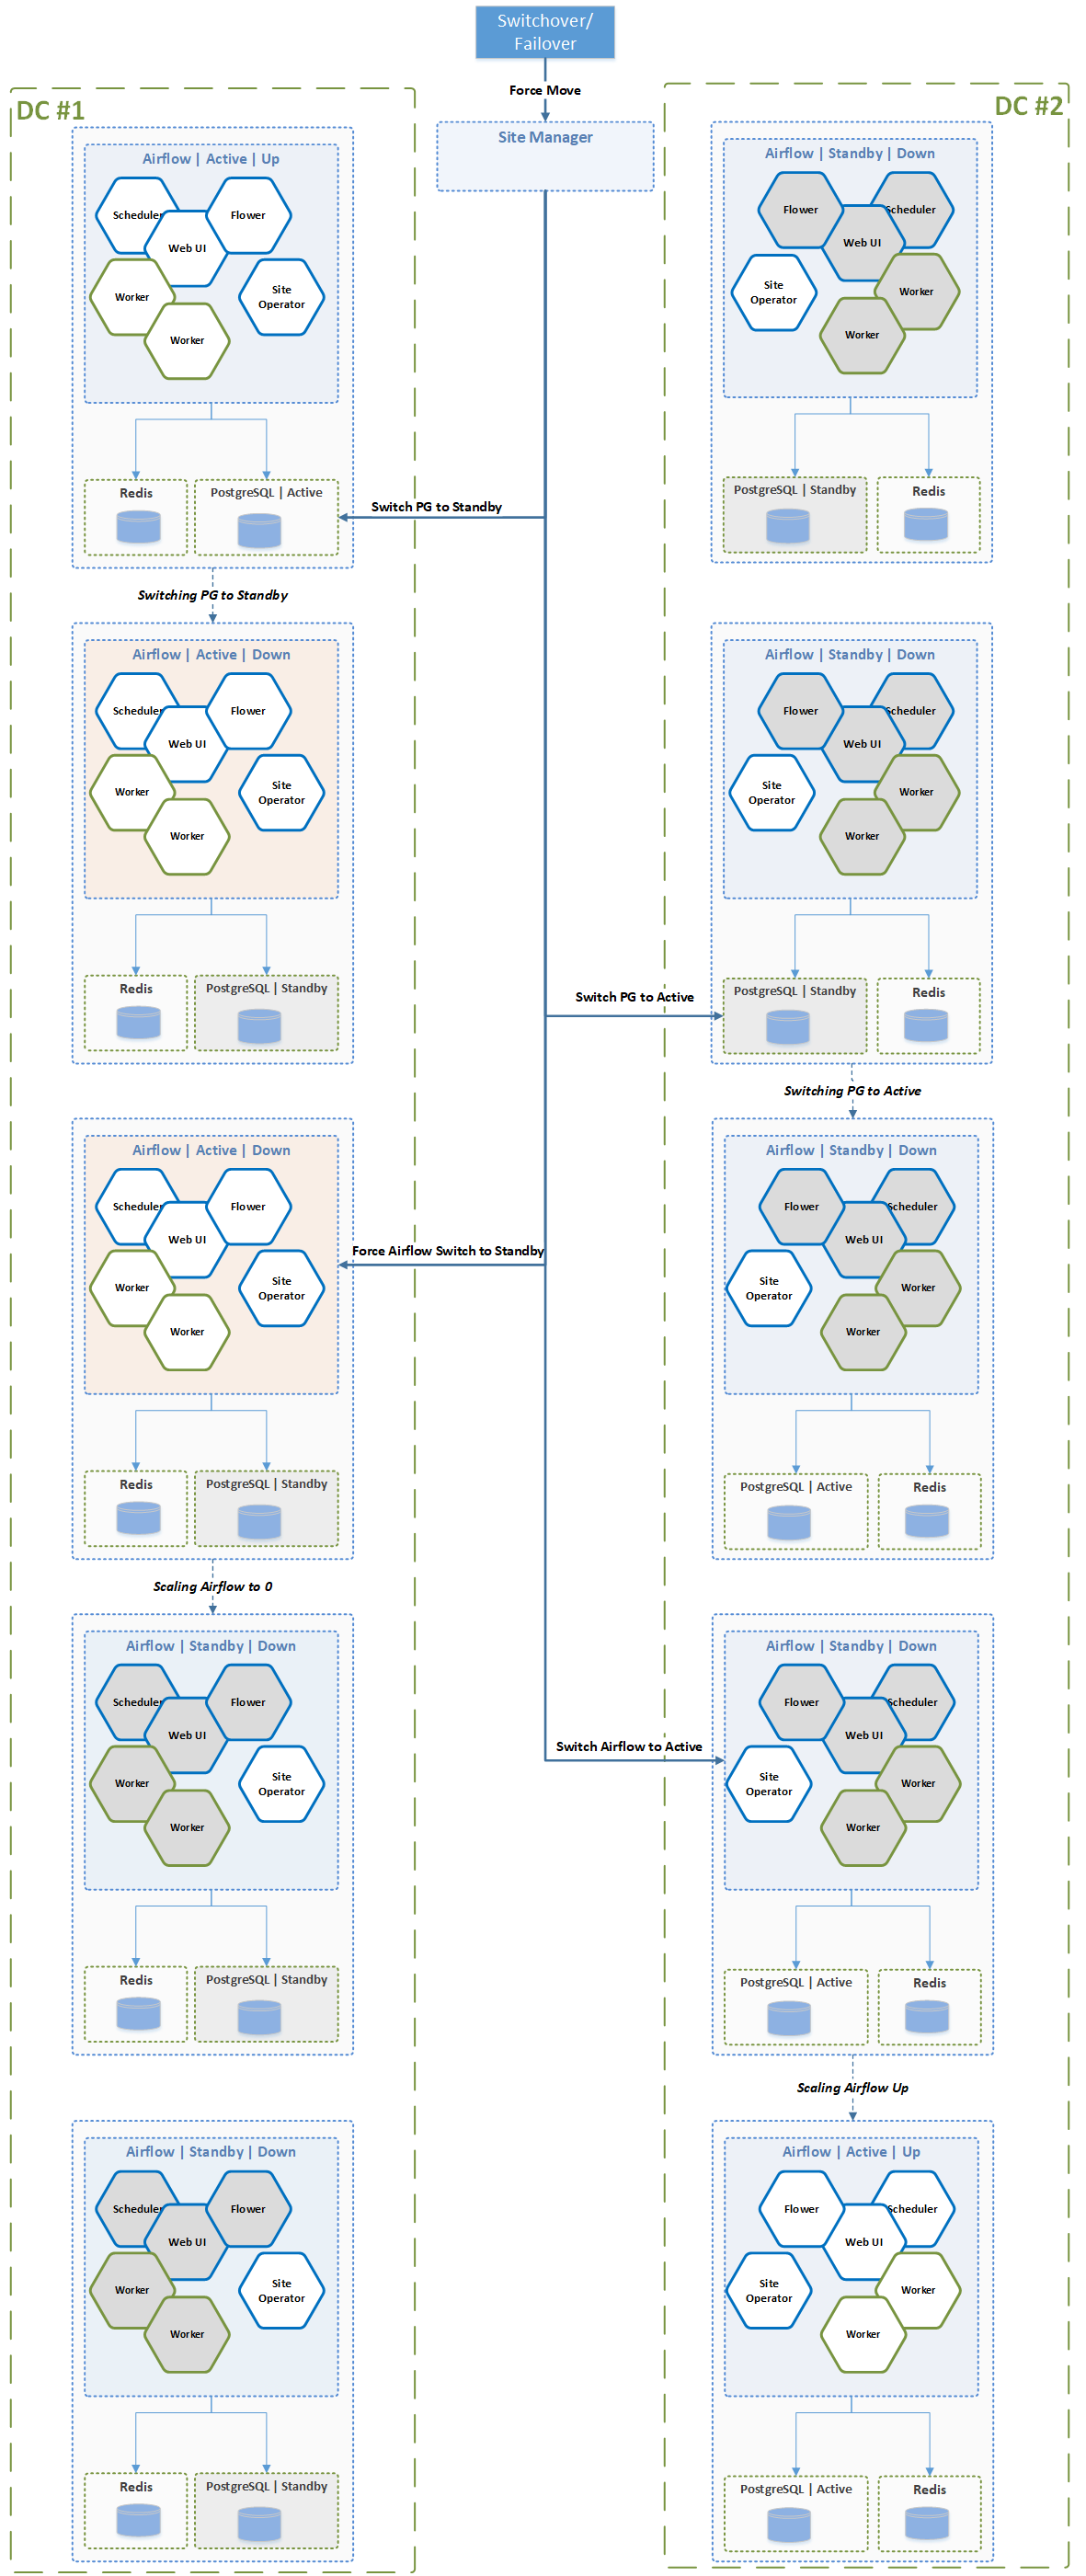 Switchover/
Failover
Force Move
Site Manager
DC #1
DC #2
Airflow | Active | Up
Scheduler
Flower
Web UI
Worker
Site
Operator
Worker
Redis
PostgreSQL | Active
Airflow | Standby | Down
Flower
Scheduler
Web UI
Site
Operator
Worker
Worker
PostgreSQL | Standby
Redis
Switch PG to Standby
Switching PG to Standby
Airflow | Active | Down
Scheduler
Flower
Web UI
Worker
Site
Operator
Worker
Redis
PostgreSQL | Standby
Airflow | Standby | Down
Flower
Scheduler
Web UI
Site
Operator
Worker
Worker
PostgreSQL | Standby
Redis
Switch PG to Active
Switching PG to Active
Airflow | Active | Down
Scheduler
Flower
Web UI
Worker
Site
Operator
Worker
Redis
PostgreSQL | Standby
Airflow | Standby | Down
Flower
Scheduler
Web UI
Site
Operator
Worker
Worker
PostgreSQL | Active
Redis
Force Airflow Switch to Standby
Scaling Airflow to 0
Airflow | Standby | Down
Scheduler
Flower
Web UI
Worker
Site
Operator
Worker
Redis
PostgreSQL | Standby
Airflow | Standby | Down
Flower
Scheduler
Web UI
Site
Operator
Worker
Worker
PostgreSQL | Active
Redis
Switch Airflow to Active
Scaling Airflow Up
Airflow | Standby | Down
Scheduler
Flower
Web UI
Worker
Site
Operator
Worker
Redis
PostgreSQL | Standby
Airflow | Active | Up
Flower
Scheduler
Web UI
Site
Operator
Worker
Worker
PostgreSQL | Active
Redis